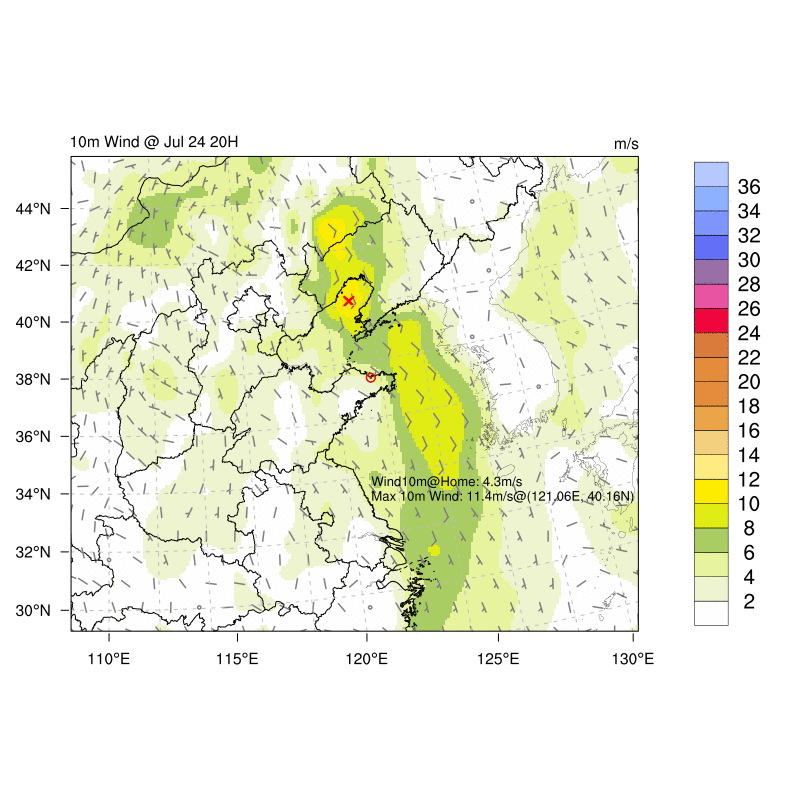 10m Wind @ Jul 24 20H
m/s
44°N
42°N
40°N
38°N
36°N
34°N
32°N
30°N
110°E
115°E
120°E
125°E
130°E
Wind10m@Home: 4.3m/s
Max 10m Wind: 11.4m/s@(121.06E, 40.16N)
36
34
32
30
28
26
24
22
20
18
16
14
12
10
8
6
4
2